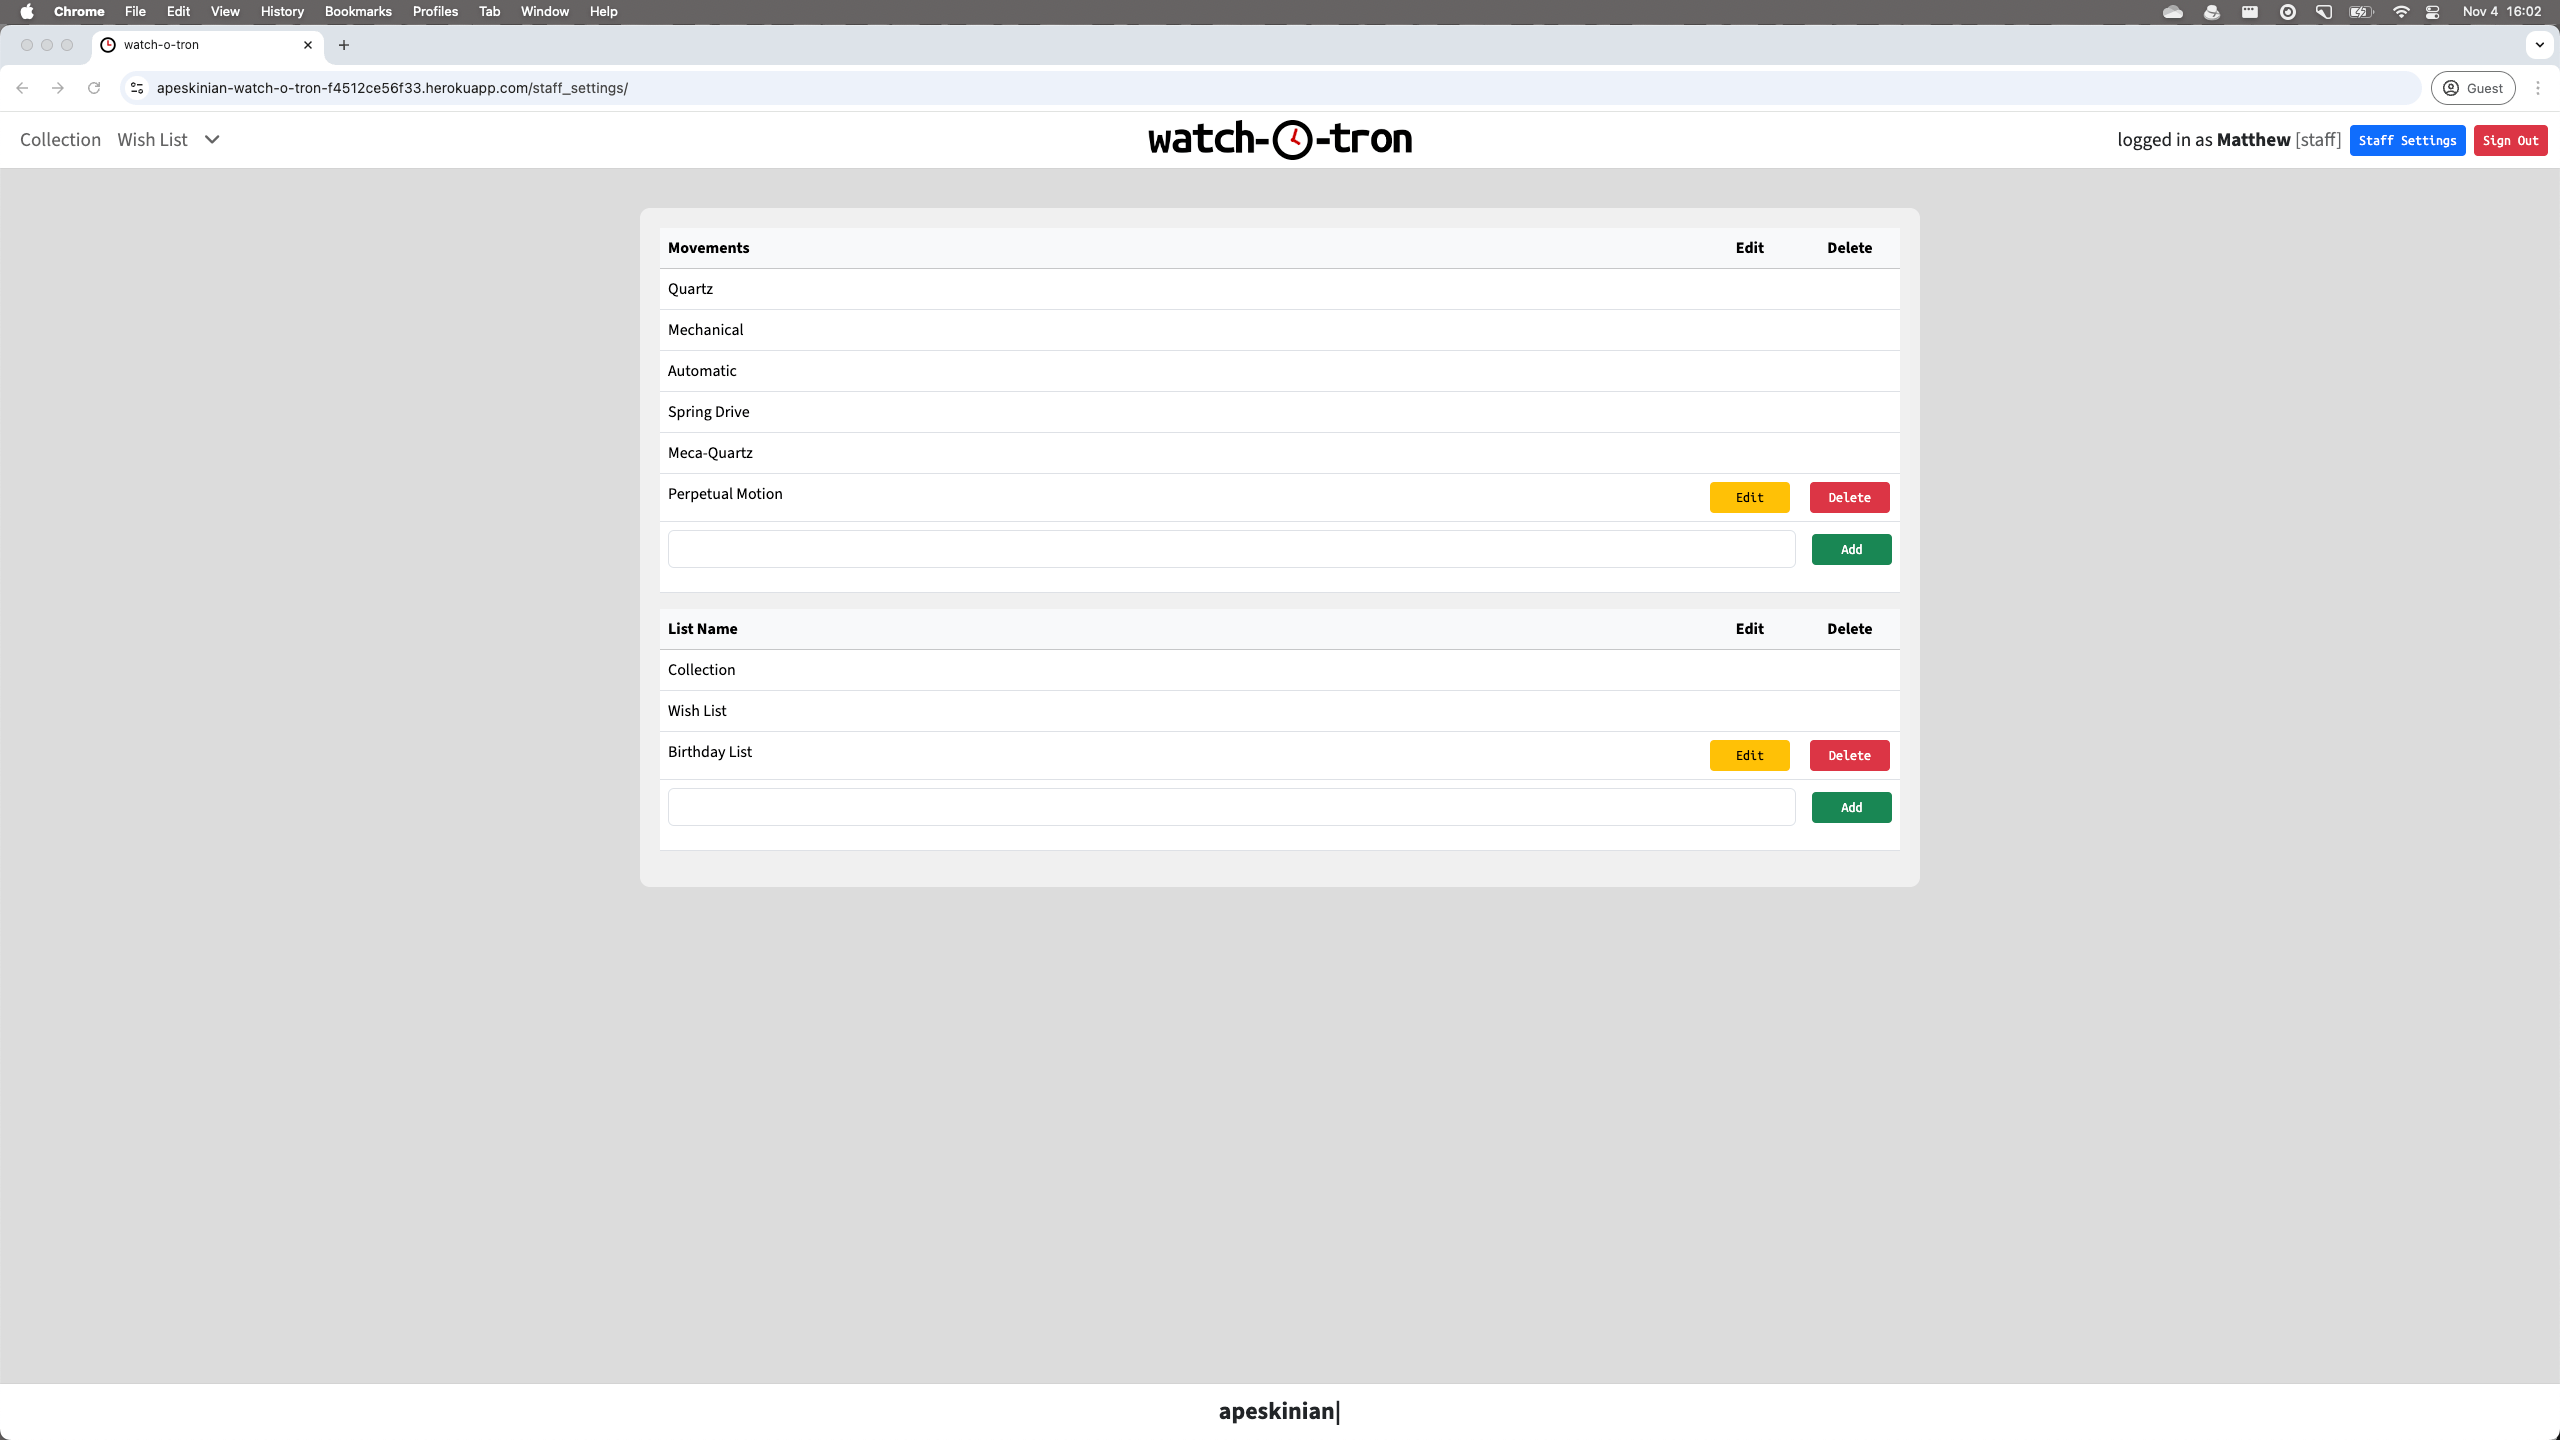 Chrome File Edit View History Bookmarks Profiles Tab Window Help Nov 4 16:02
watch-o-tron
apeskinian-watch-o-tron-f4512ce56f33.herokuapp.com/staff_settings/ Guest
Collection Wish List watch- -tron logged in as Matthew [staff] Staff Settings Sign Out
Movements Edit Delete
Quartz
Mechanical
Automatic
Spring Drive
Meca-Quartz
Perpetual Motion Edit Delete
Add
List Name Edit Delete
Collection
Wish List
Birthday List Edit Delete
Add
apeskinian|